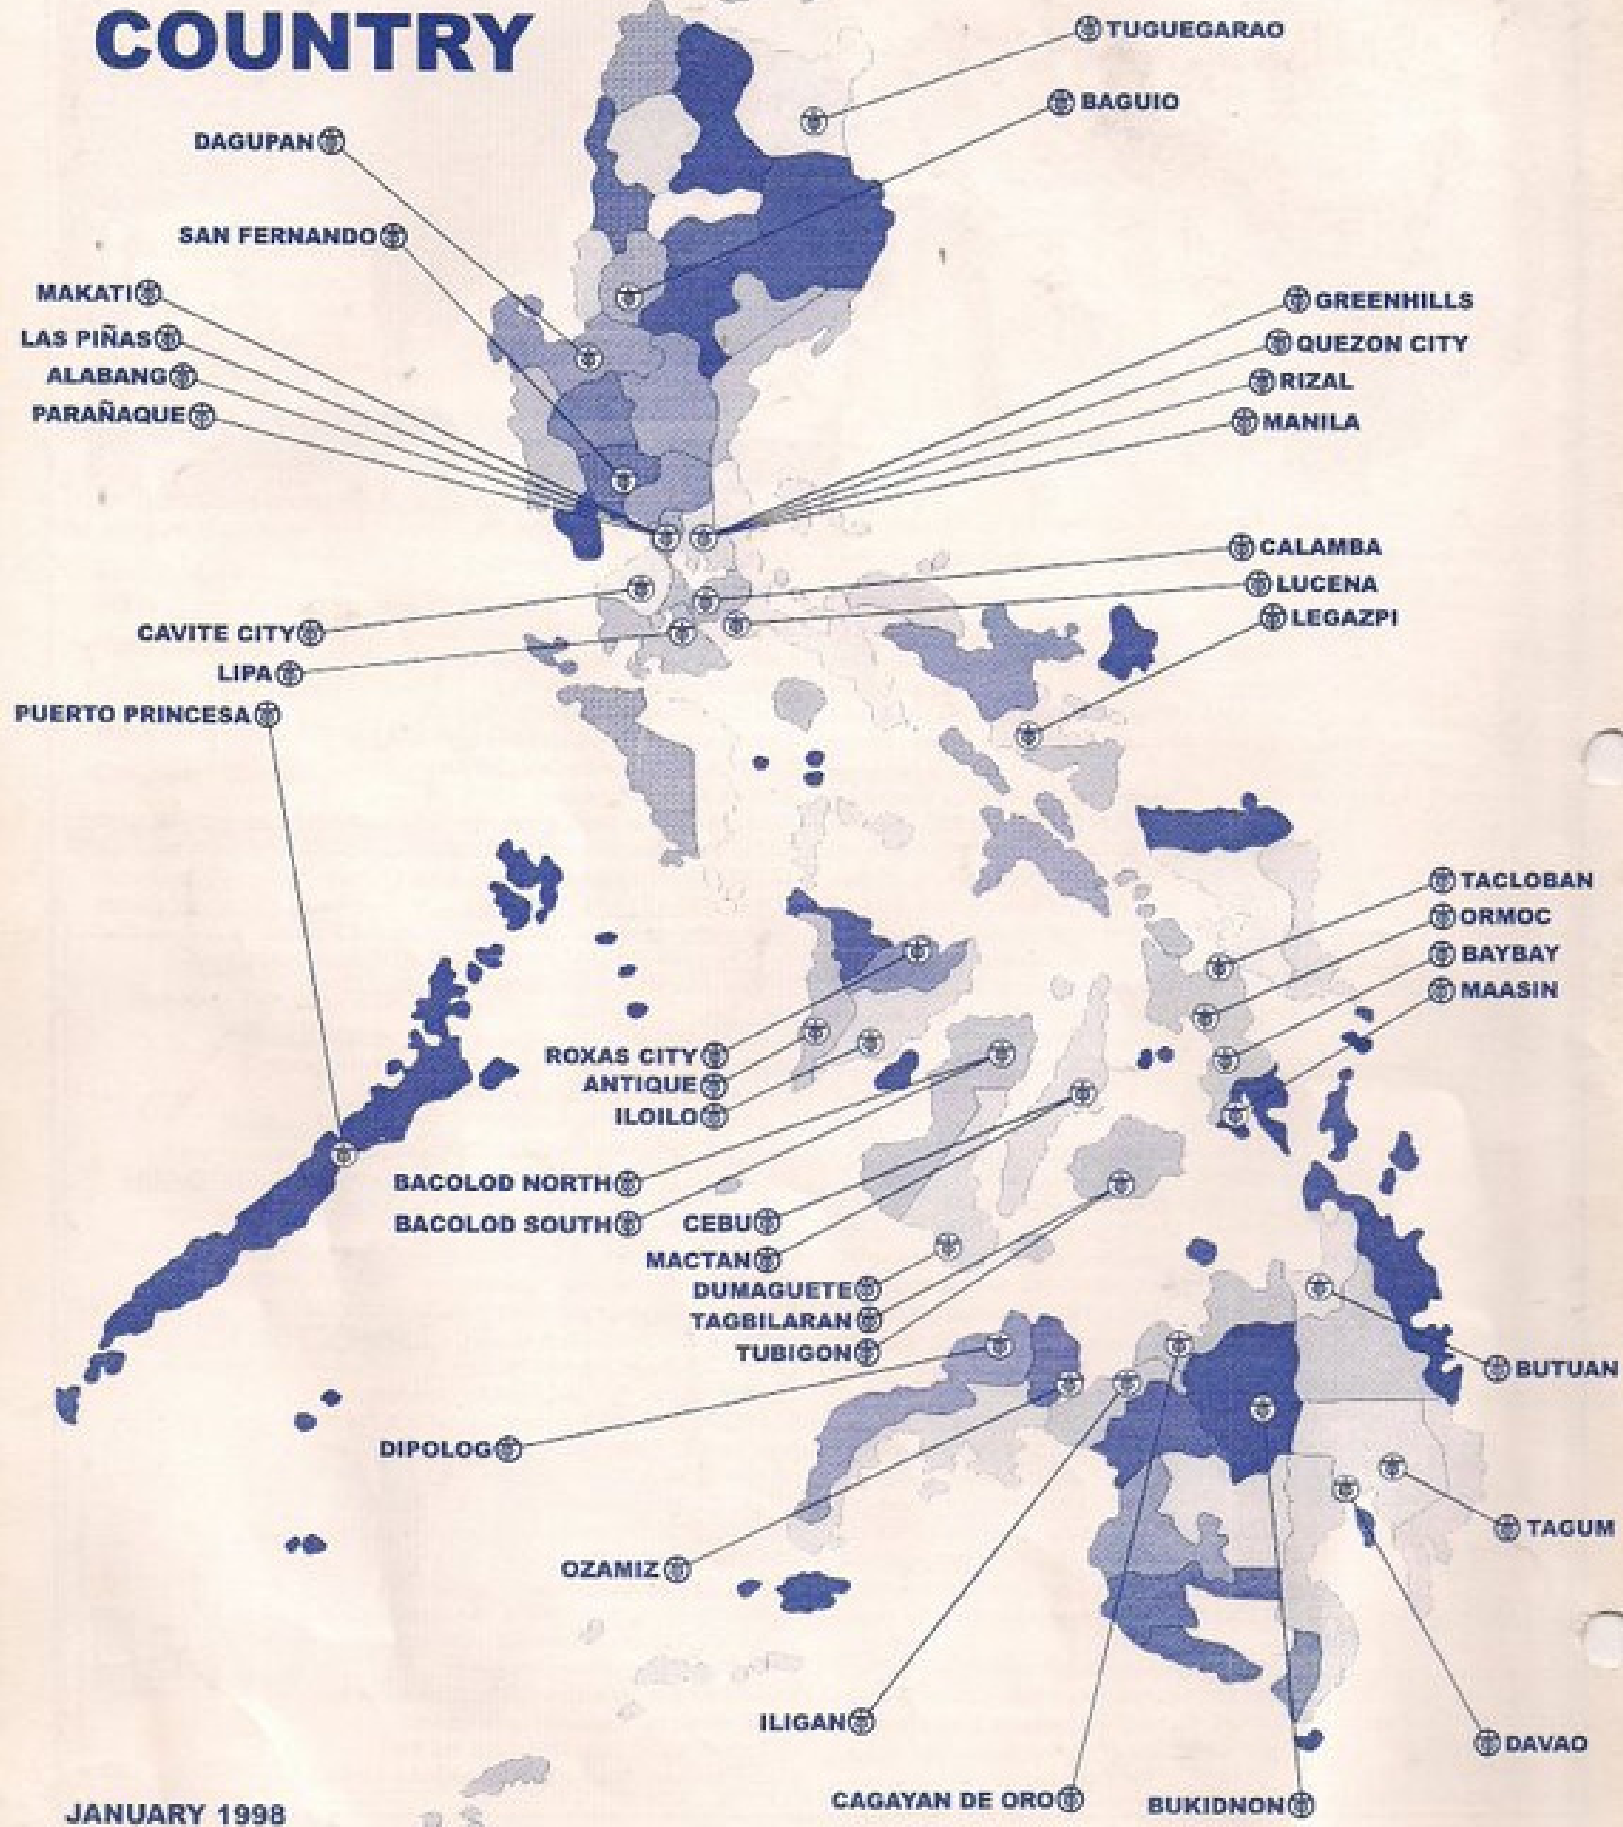 COUNTRY
TUGUEGARAO
BAGUIO
DAGUPAN
SAN FERNANDO
MAKATI
LAS PIÑAS
ALABANG
PARAÑAQUE
GREENHILLS
QUEZON CITY
RIZAL
MANILA
CALAMBA
LUCENA
LEGAZPI
CAVITE CITY
LIPA
PUERTO PRINCESA
TACLOBAN
ORMOC
BAYBAY
MAASIN
ROXAS CITY
ANTIQUE
ILOILO
BACOLOD NORTH
BACOLOD SOUTH
CEBU
MACTAN
DUMAGUETE
TAGBILARAN
TUBIGON
BUTUAN
DIPOLOG
TAGUM
OZAMIZ
ILIGAN
DAVAO
CAGAYAN DE ORO
BUKIDNON
JANUARY 1998